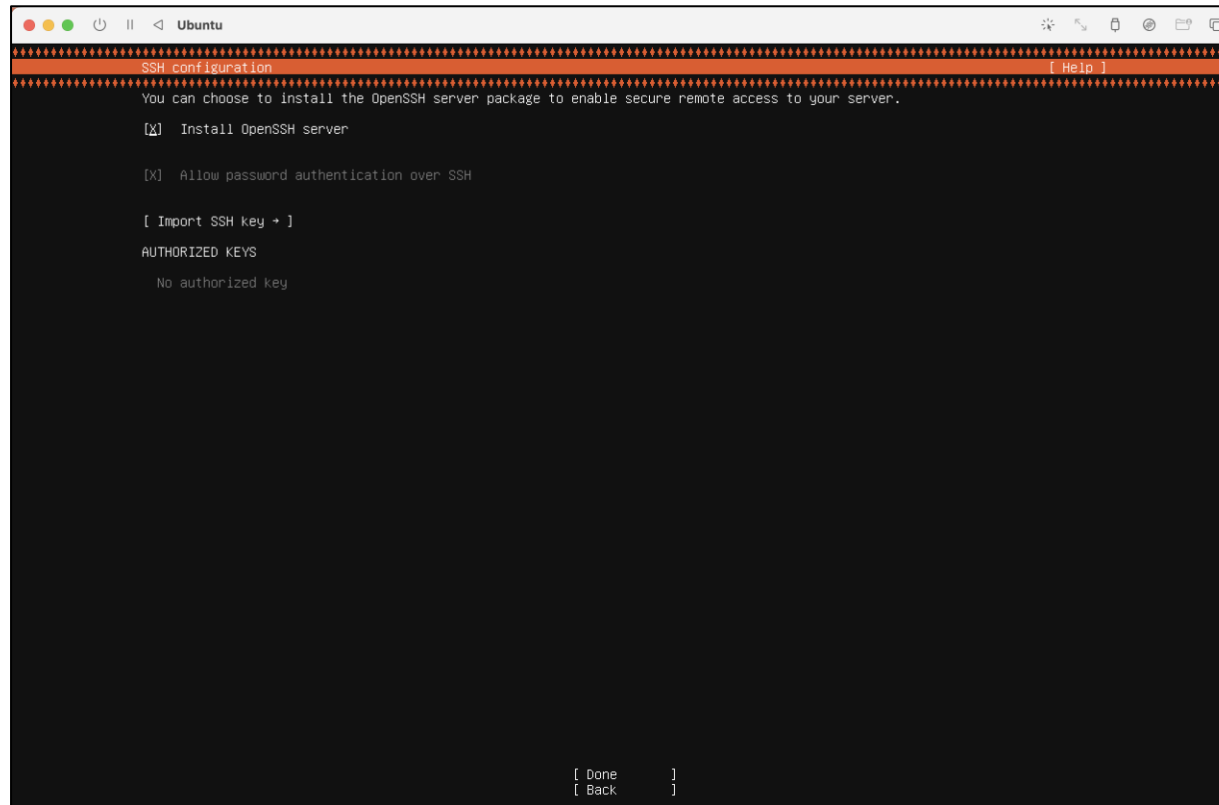 Ubuntu
SSH configuration [ Help ]
You can choose to install the OpenSSH server package to enable secure remote access to your server.
[X] Install OpenSSH server
[X] Allow password authentication over SSH
[ Import SSH key → ]
AUTHORIZED KEYS
No authorized key
[ Done ]
[ Back ]